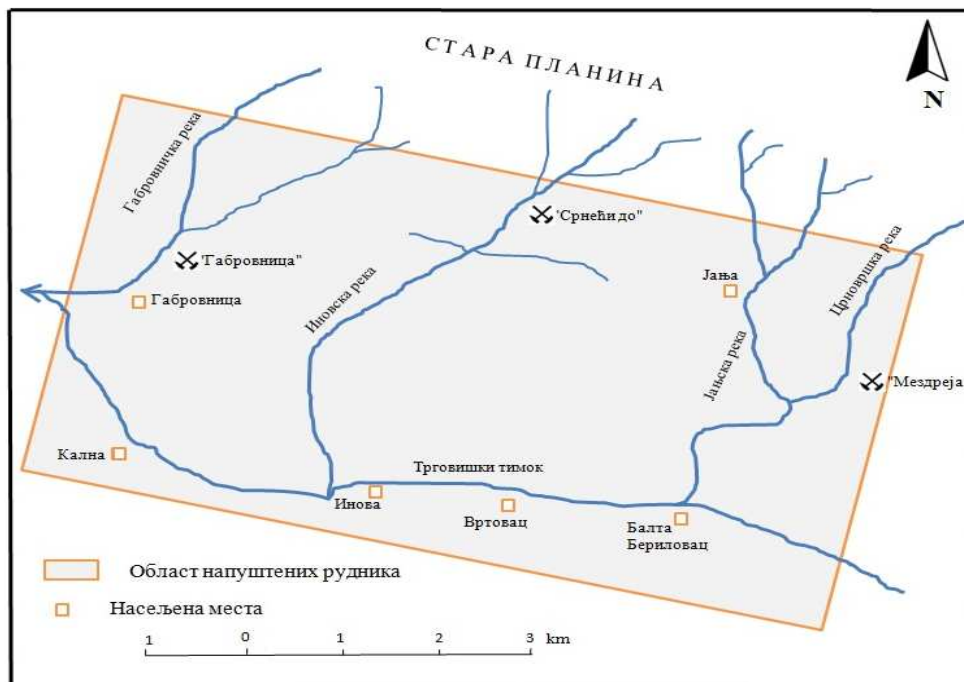 СТАРА ПЛАНИНА
N
Габровничка река
"Габровница"
Габровница
Иновска река
"Срнећи до"
Јања
Црновршка река
Јањска река
"Мездреја
Кална
Трговишки тимок
Инова
Вртовац
Балта
Бериловац
Област напуштених рудника
Насељена места
1 0 1 2 3 km